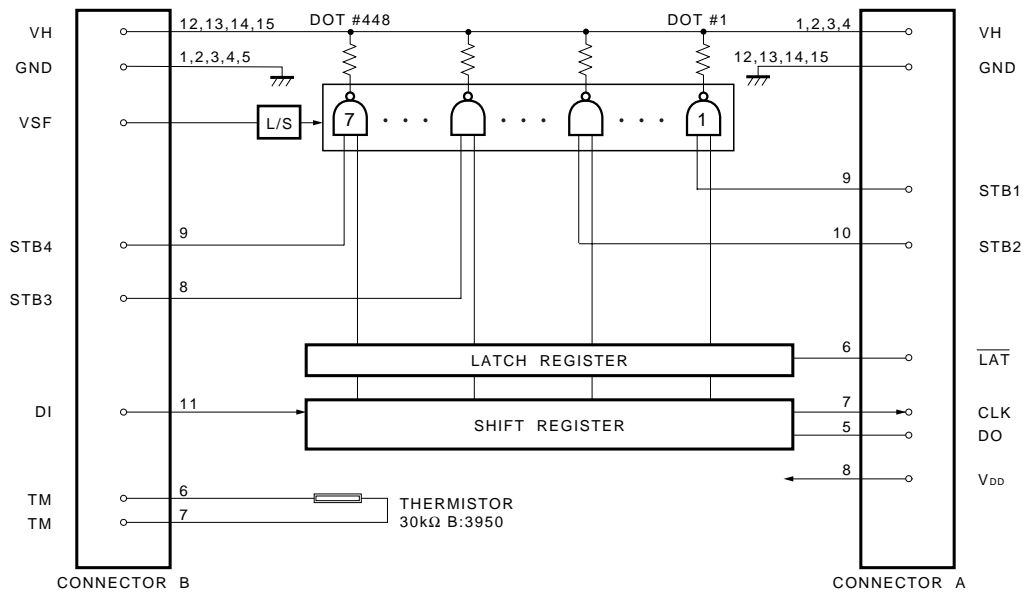 12,13,14,15 DOT #448 DOT #1 1,2,3,4
VH VH
1,2,3,4,5 12,13,14,15
GND GND
VSF L/S 7 1
9 STB1
9 10
STB4 STB2
8
STB3
LATCH REGISTER 6 LAT
DI 11 7 CLK
SHIFT REGISTER 5 DO
8 VDD
TM 6 THERMISTOR
TM 7 30kΩ B:3950
CONNECTOR B CONNECTOR A